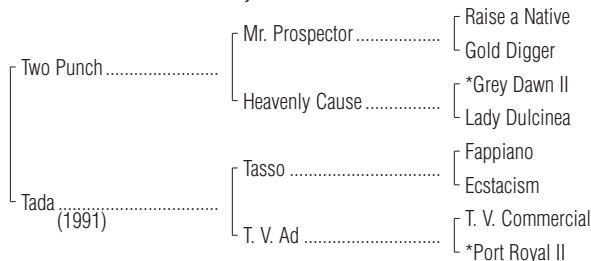 Raise a Native
Mr. Prospector ..................
Gold Digger
Two Punch ........................
*Grey Dawn II
Heavenly Cause ................
Lady Dulcinea
Fappiano
Tasso ................................
Ecstacism
Tada ..................................
(1991)
T. V. Commercial
T. V. Ad .............................
*Port Royal II